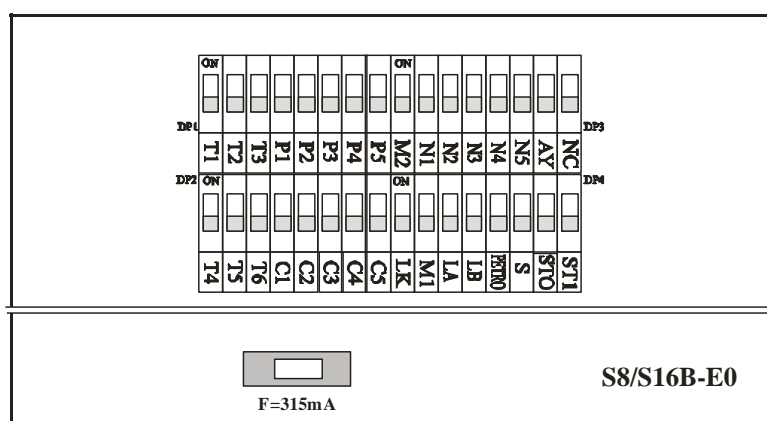 ON ON
DP1 DP3
T1 T2 T3 P1 P2 P3 P4 P5 M2 N1 N2 N3 N4 N5 AY NC
DP2 ON ON DP4
T4 T5 T6 C1 C2 C3 C4 C5 LK M1 LA LB RETRO S STO ST1
F=315mA
S8/S16B-E0